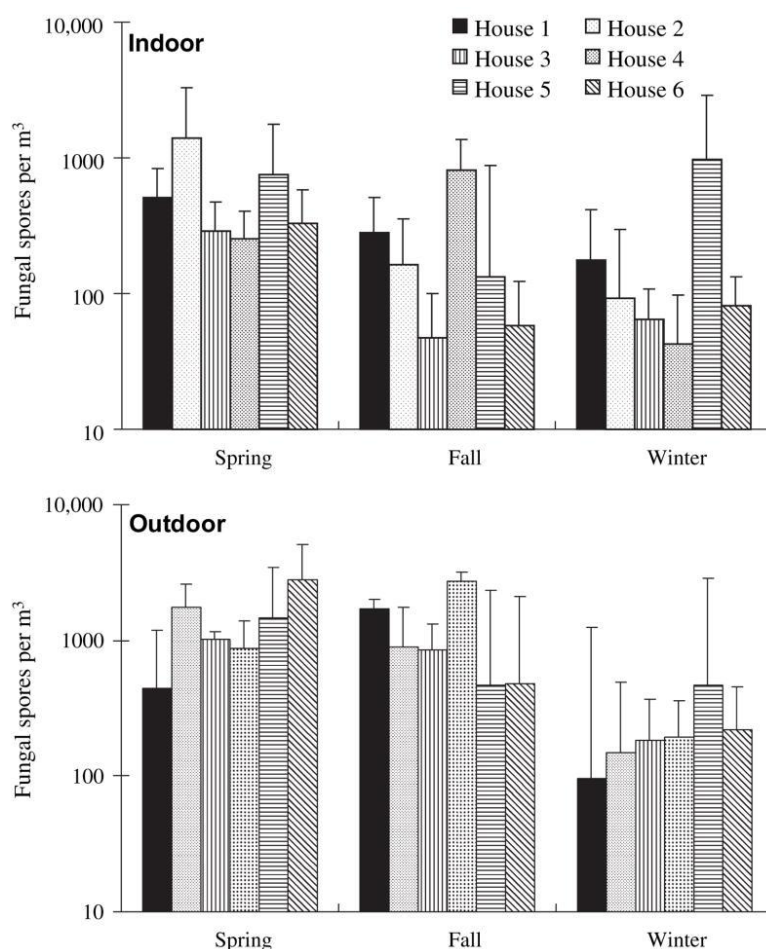 10,000
Indoor
House 1 House 2
House 3 House 4
House 5 House 6
1000
100
10
Fungal spores per m³
Spring Fall Winter
10,000
Outdoor
1000
100
10
Fungal spores per m³
Spring Fall Winter